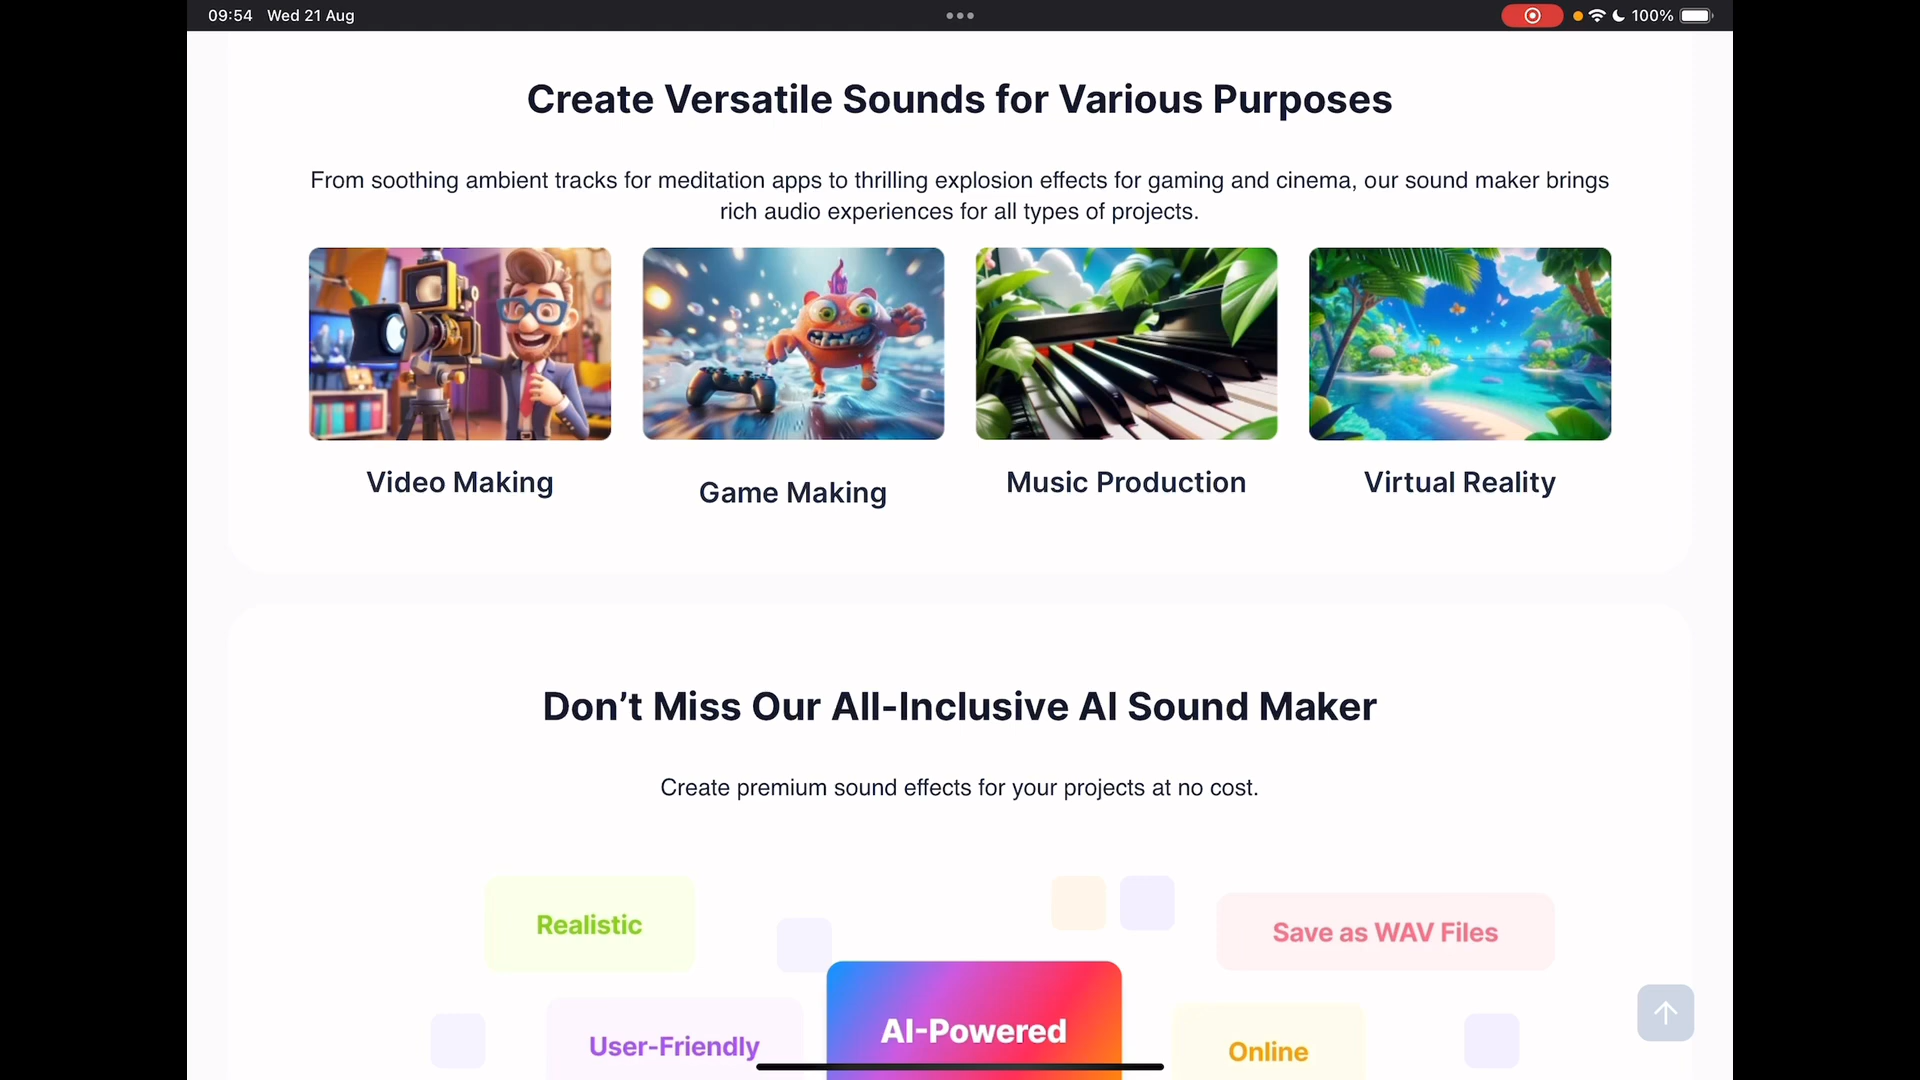 09:54 Wed 21 Aug
100%
Create Versatile Sounds for Various Purposes
From soothing ambient tracks for meditation apps to thrilling explosion effects for gaming and cinema, our sound maker brings
rich audio experiences for all types of projects.
Video Making
Game Making
Music Production
Virtual Reality
Don’t Miss Our All-Inclusive AI Sound Maker
Create premium sound effects for your projects at no cost.
Realistic
Save as WAV Files
User-Friendly
AI-Powered
Online